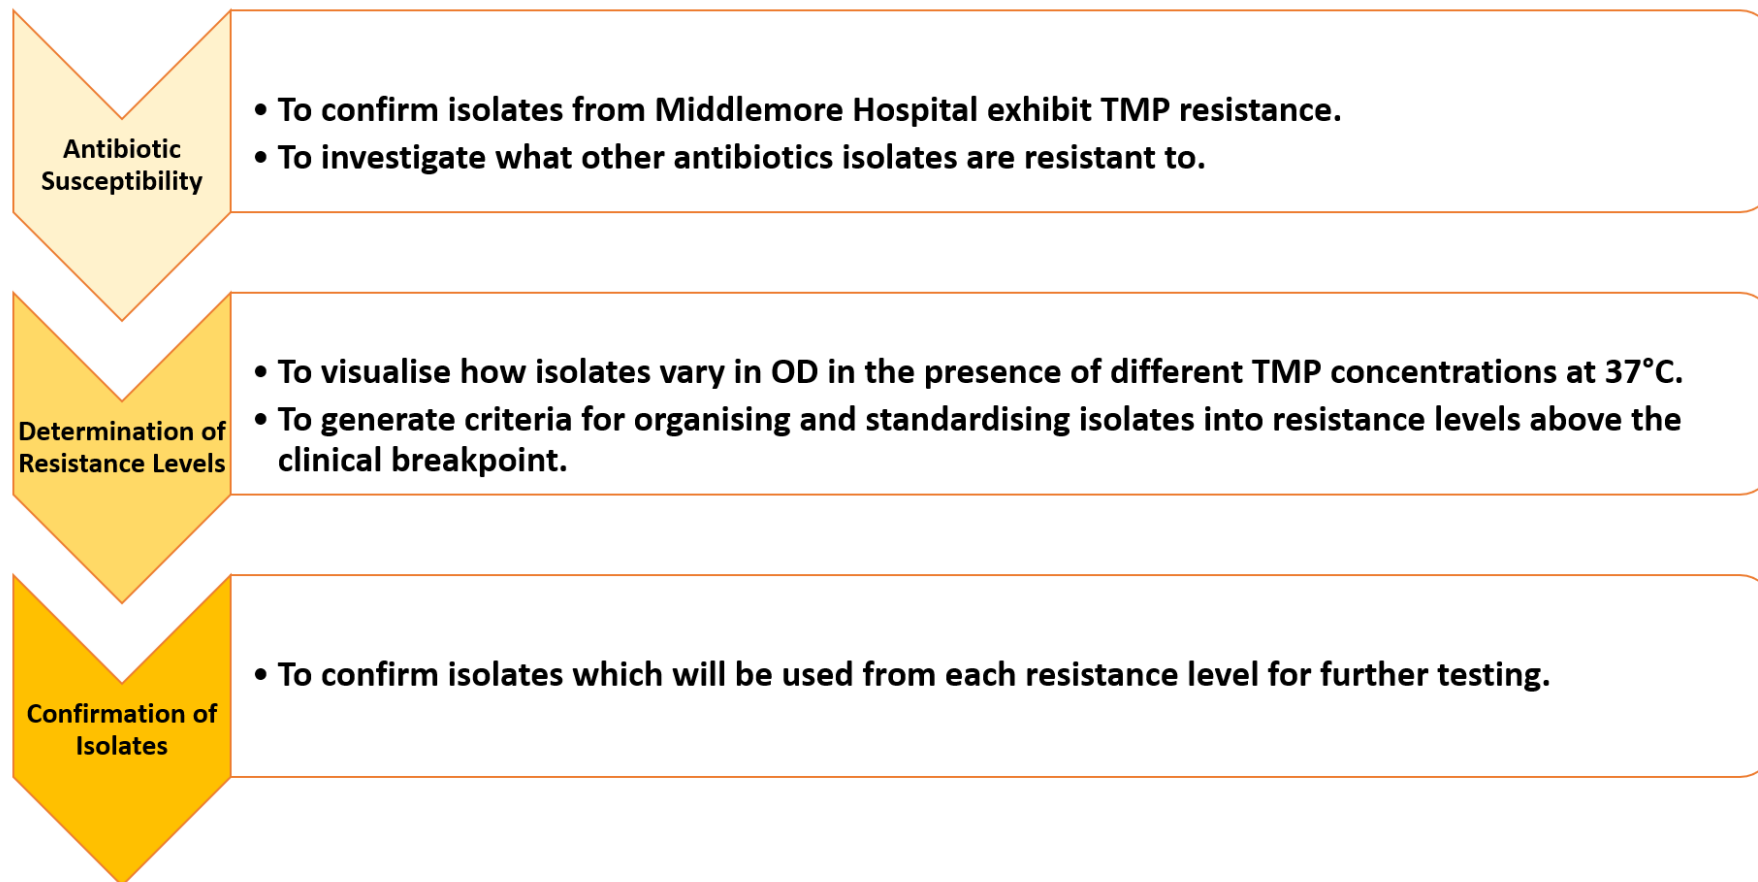 Antibiotic
Susceptibility
• To confirm isolates from Middlemore Hospital exhibit TMP resistance.
• To investigate what other antibiotics isolates are resistant to.
Determination of
Resistance Levels
• To visualise how isolates vary in OD in the presence of different TMP concentrations at 37°C.
• To generate criteria for organising and standardising isolates into resistance levels above the
clinical breakpoint.
Confirmation of
Isolates
• To confirm isolates which will be used from each resistance level for further testing.